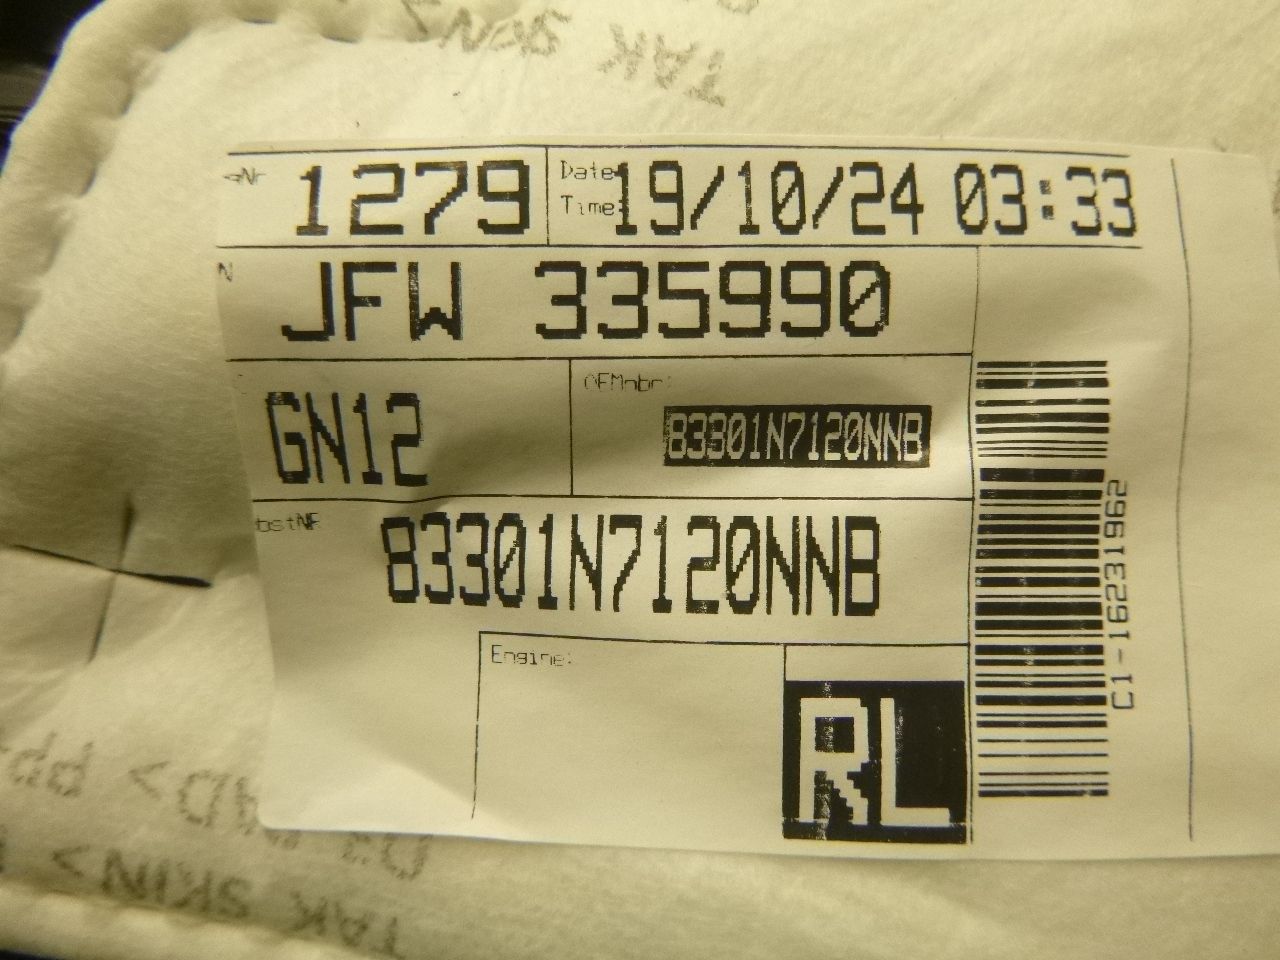 TAK
1279 Date 19/10/24 03:33
Time:
N JFW 335990
GN12 OEMnbr:
83301N7120NNB
83301N7120NNB
Engine:
RL
C1-16231962
TAK SKIN >